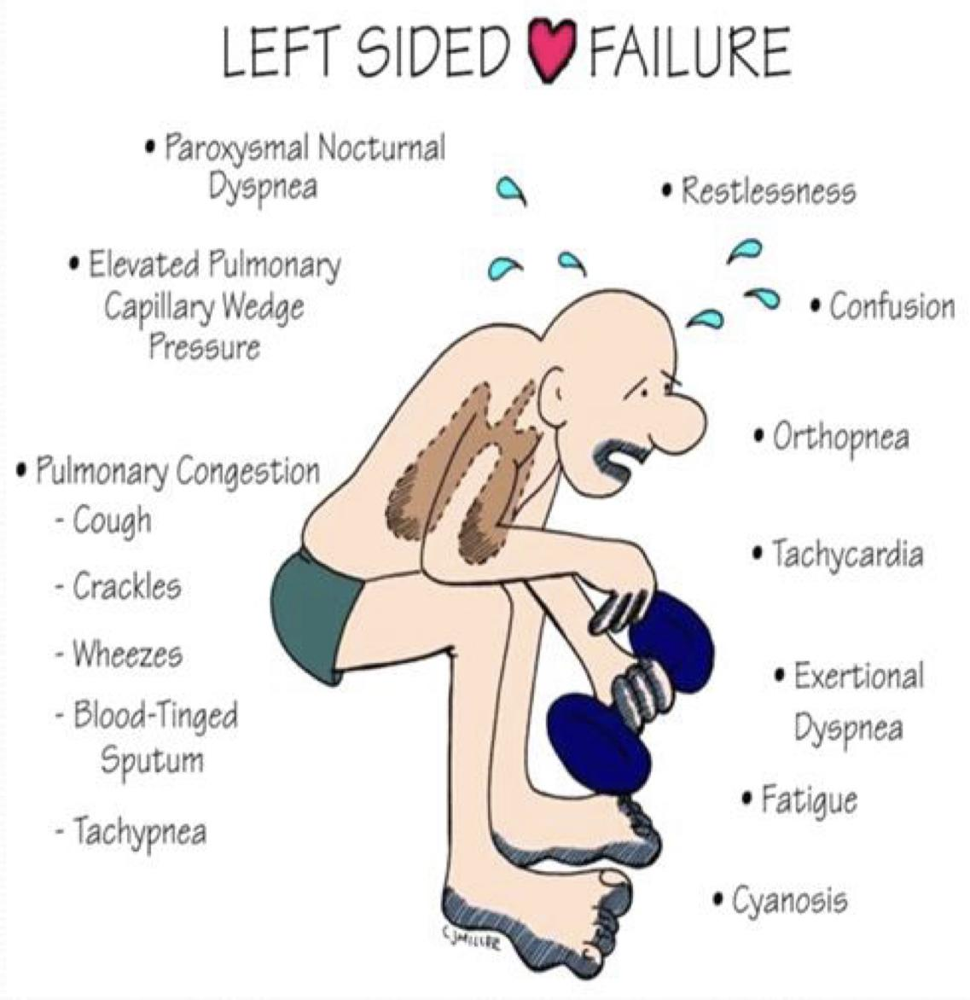 LEFT SIDED FAILURE
• Paroxysmal Nocturnal
Dyspnea
• Elevated Pulmonary
Capillary Wedge
Pressure
• Pulmonary Congestion
- Cough
- Crackles
- Wheezes
- Blood-Tinged
Sputum
- Tachypnea
• Restlessness
• Confusion
• Orthopnea
• Tachycardia
• Exertional
Dyspnea
• Fatigue
• Cyanosis
CJMILLER